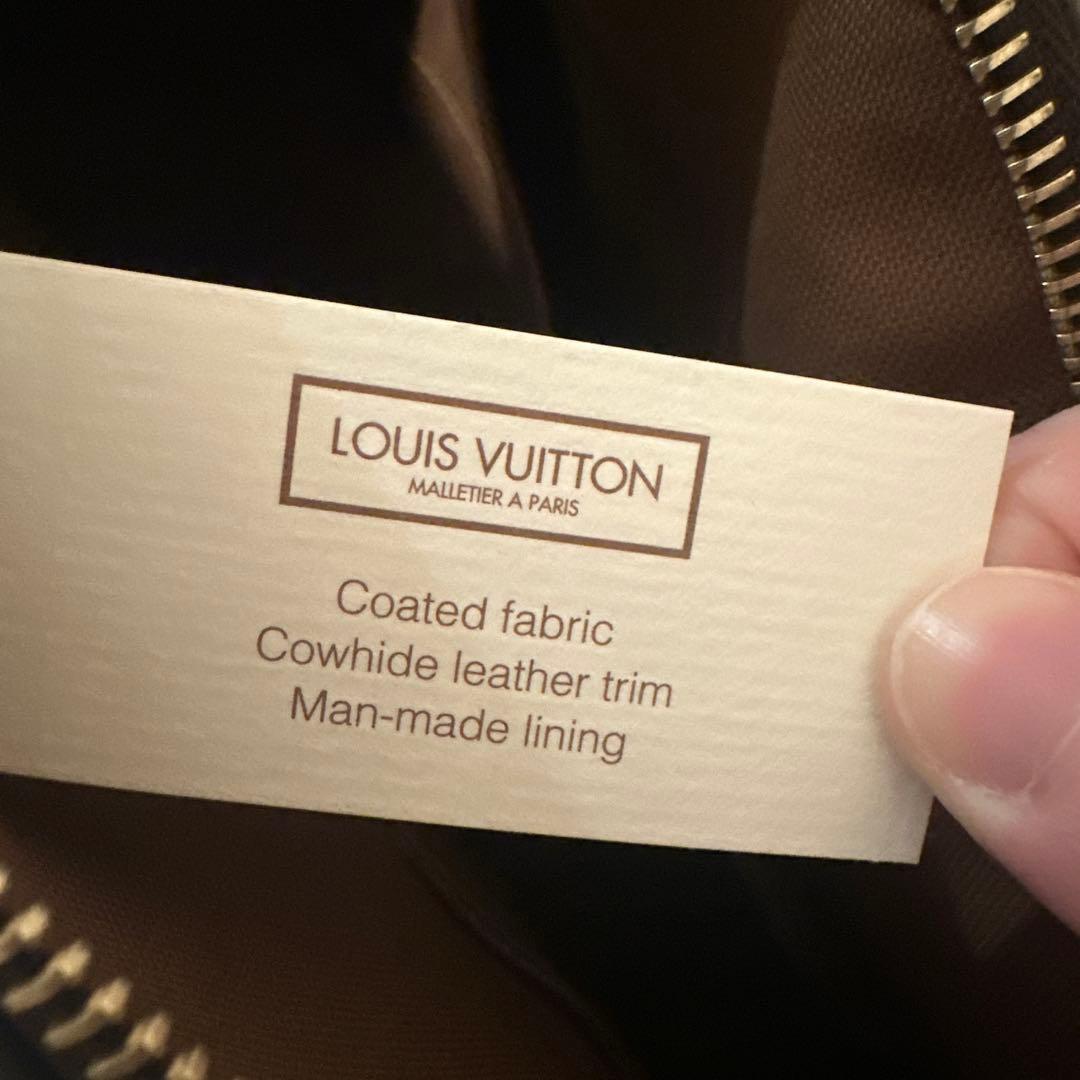 LOUIS VUITTON
MALLETIER A PARIS
Coated fabric
Cowhide leather trim
Man-made lining